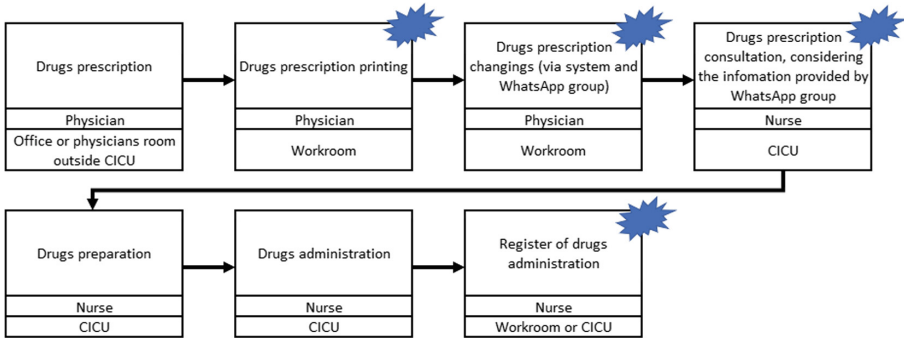 Drugs prescription
Physician
Office or physicians room
outside CICU
Drugs prescription printing
Physician
Workroom
Drugs prescription
changings (via system and
WhatsApp group)
Physician
Workroom
Drugs prescription
consultation, considering
the infomation provided by
WhatsApp group
Nurse
CICU
Drugs preparation
Nurse
CICU
Drugs administration
Nurse
CICU
Register of drugs
administration
Nurse
Workroom or CICU